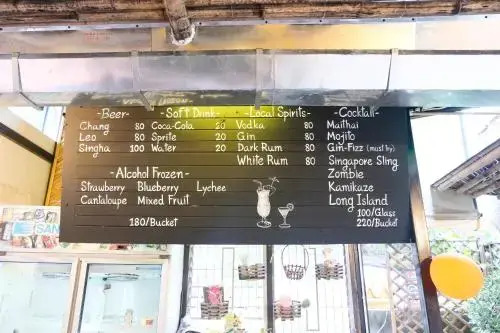 -Beer-
Chang 80
Leo 80
Singha 100
-Soft Drink-
Coca-Cola 20
Sprite 20
Water 20
-Local Spirits-
Vodka 80
Gin 80
Dark Rum 80
White Rum 80
-Cocktail-
Maithai
Mojito
Gin-Fizz (must try)
Singapore Sling
Zombie
Kamikaze
Long Island
100/Glass
220/Bucket
-Alcohol Frozen-
Strawberry Blueberry Lychee
Cantaloupe Mixed Fruit
180/Bucket